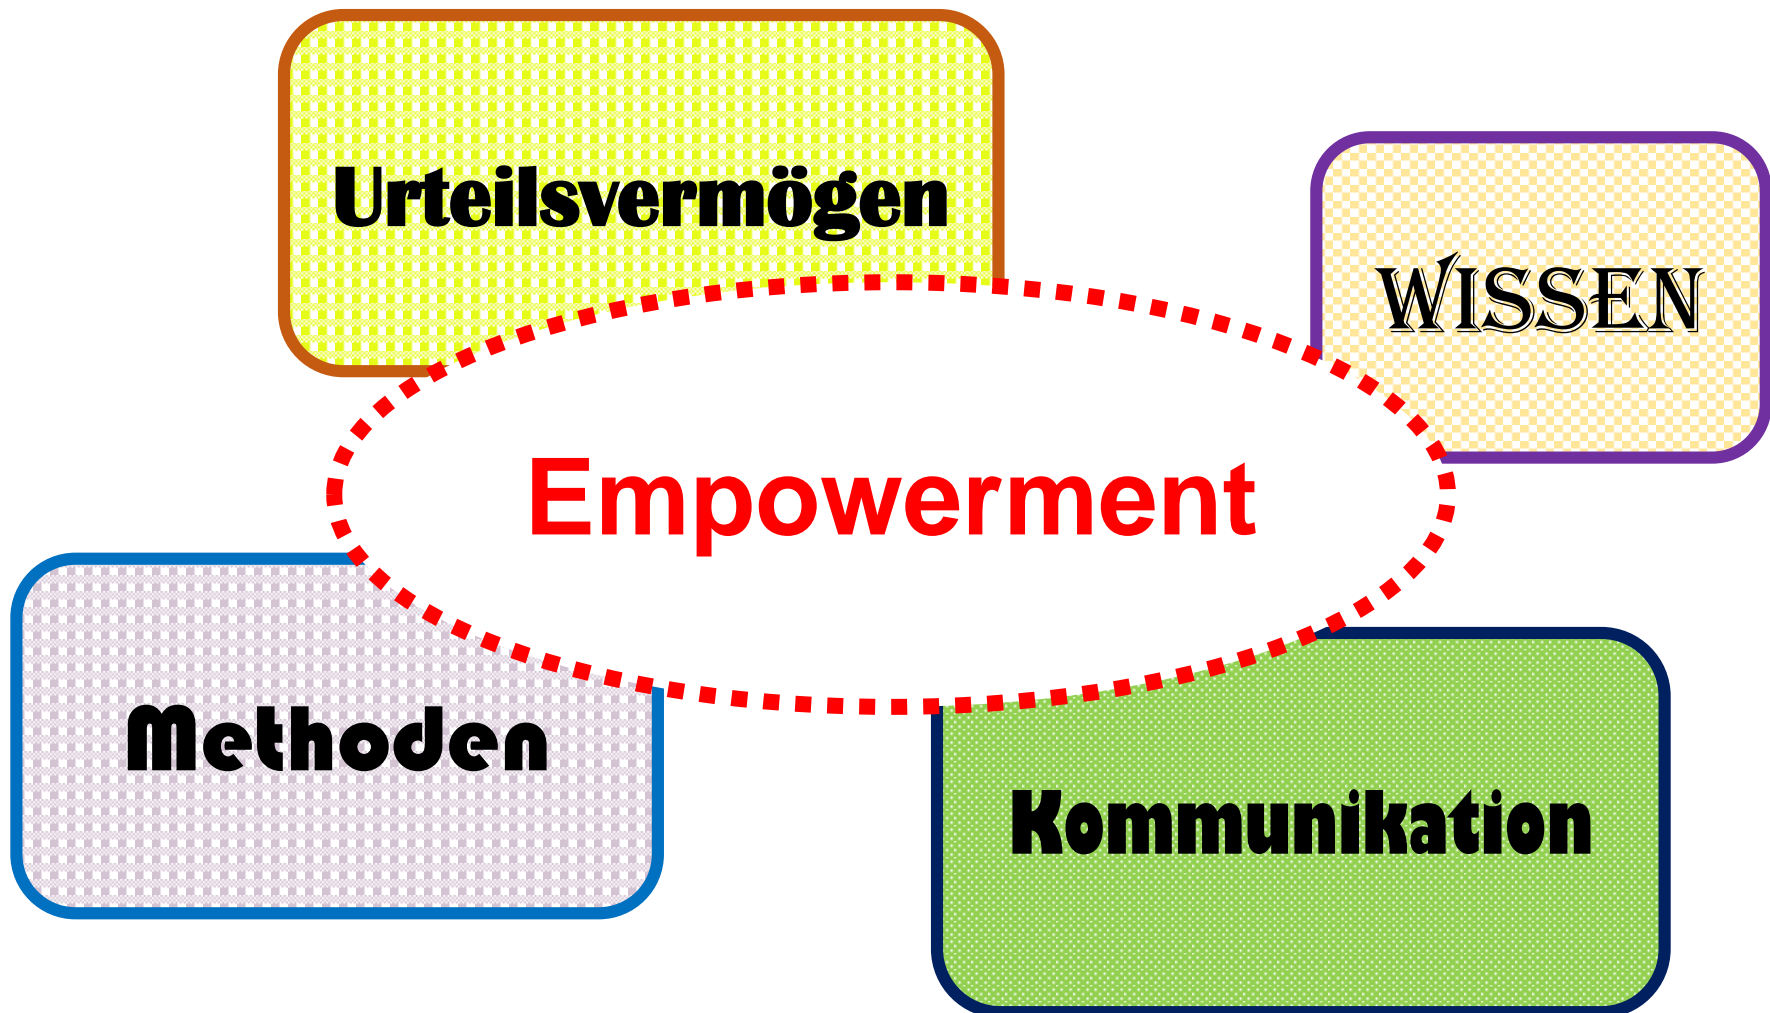 Urteilsvermögen
WISSEN
Empowerment
Methoden
Kommunikation